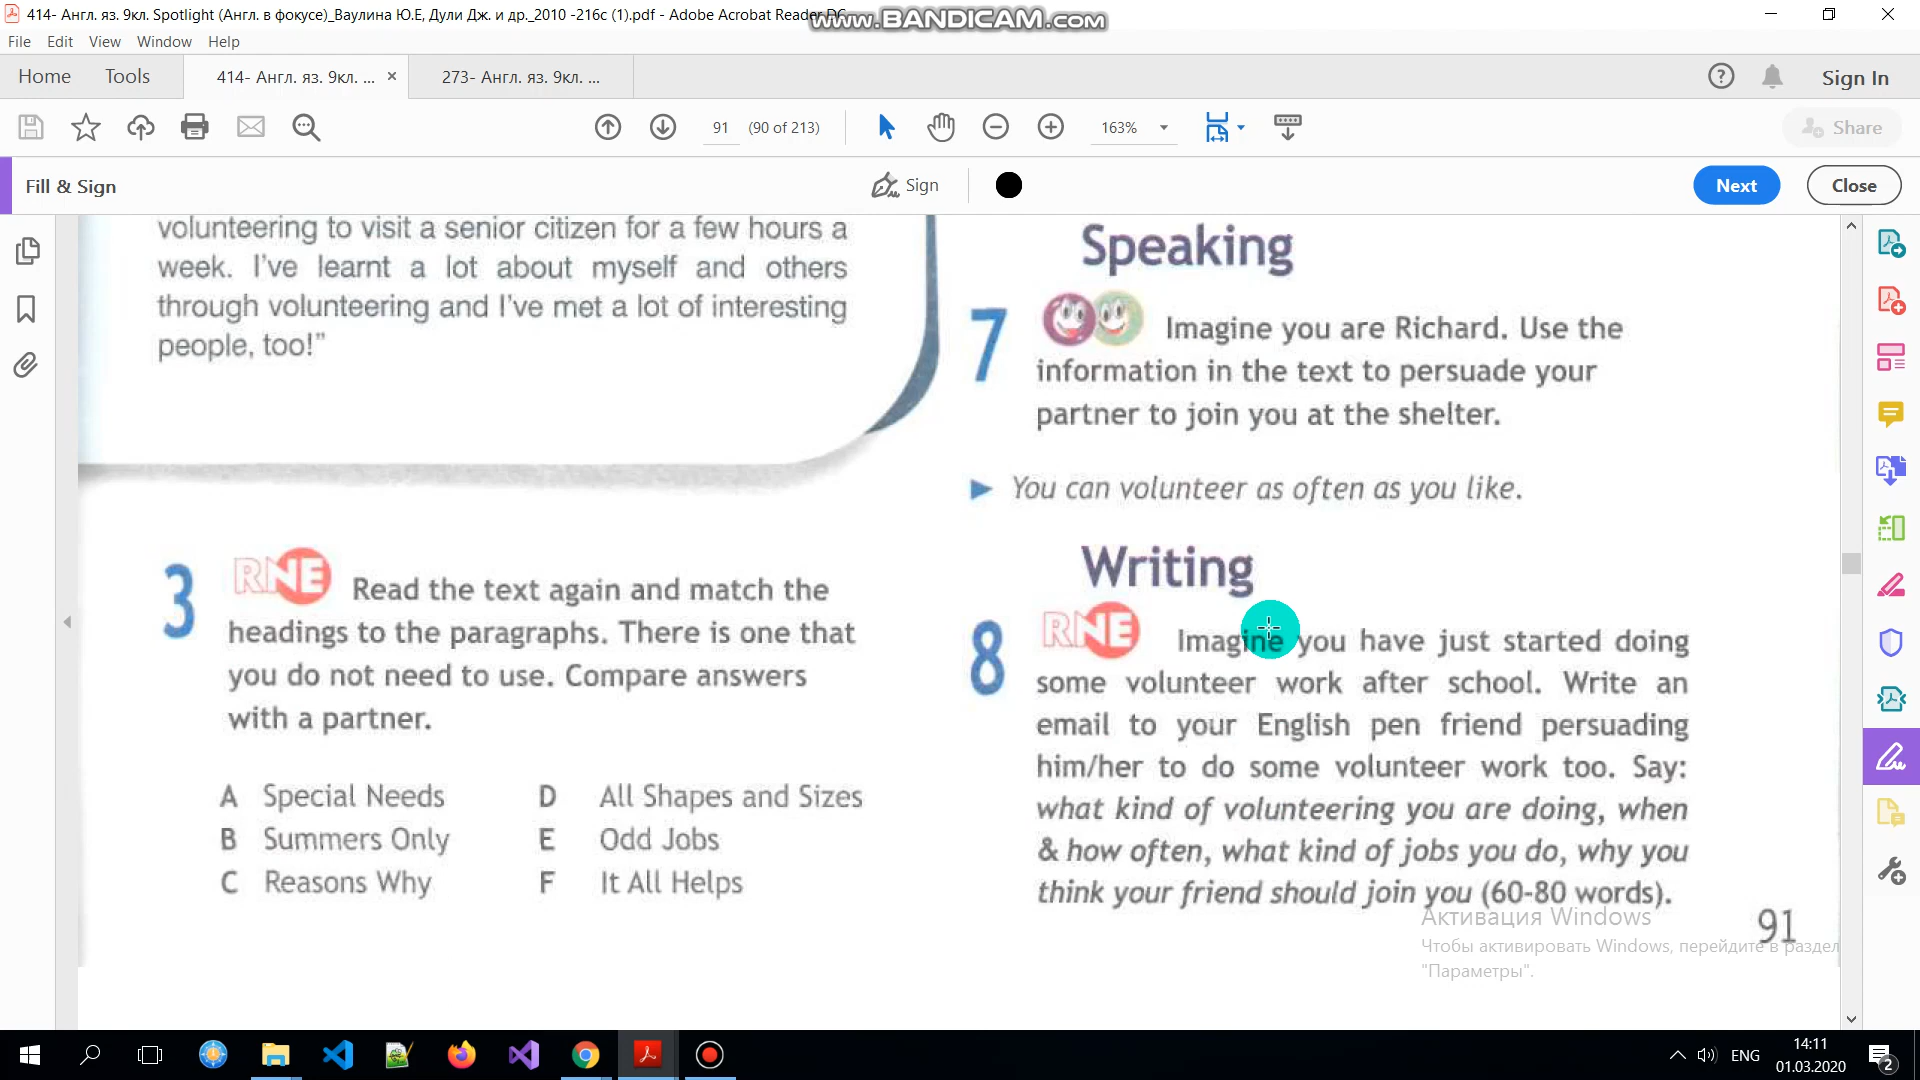 414- Англ. яз. 9кл. Spotlight (Англ. в фокусе)_Ваулина Ю.Е, Дули Дж. и др._2010 -216с (1).pdf - Adobe Acrobat Reader DC
www.BANDICAM.com
File Edit View Window Help
Home Tools 414- Англ. яз. 9кл. ... × 273- Англ. яз. 9кл. ... Sign In
91 (90 of 213) 163% Share
Fill & Sign Sign Next Close
volunteering to visit a senior citizen for a few hours a
week. I've learnt a lot about myself and others
through volunteering and I've met a lot of interesting
people, too!"
3 RNE Read the text again and match the
headings to the paragraphs. There is one that
you do not need to use. Compare answers
with a partner.
A Special Needs D All Shapes and Sizes
B Summers Only E Odd Jobs
C Reasons Why F It All Helps
Speaking
7 Imagine you are Richard. Use the
information in the text to persuade your
partner to join you at the shelter.
You can volunteer as often as you like.
Writing
8 RNE Imagine you have just started doing
some volunteer work after school. Write an
email to your English pen friend persuading
him/her to do some volunteer work too. Say:
what kind of volunteering you are doing, when
& how often, what kind of jobs you do, why you
think your friend should join you (60-80 words).
91
Активация Windows
Чтобы активировать Windows, перейдите в раздел
"Параметры".
ENG
14:11
01.03.2020
2